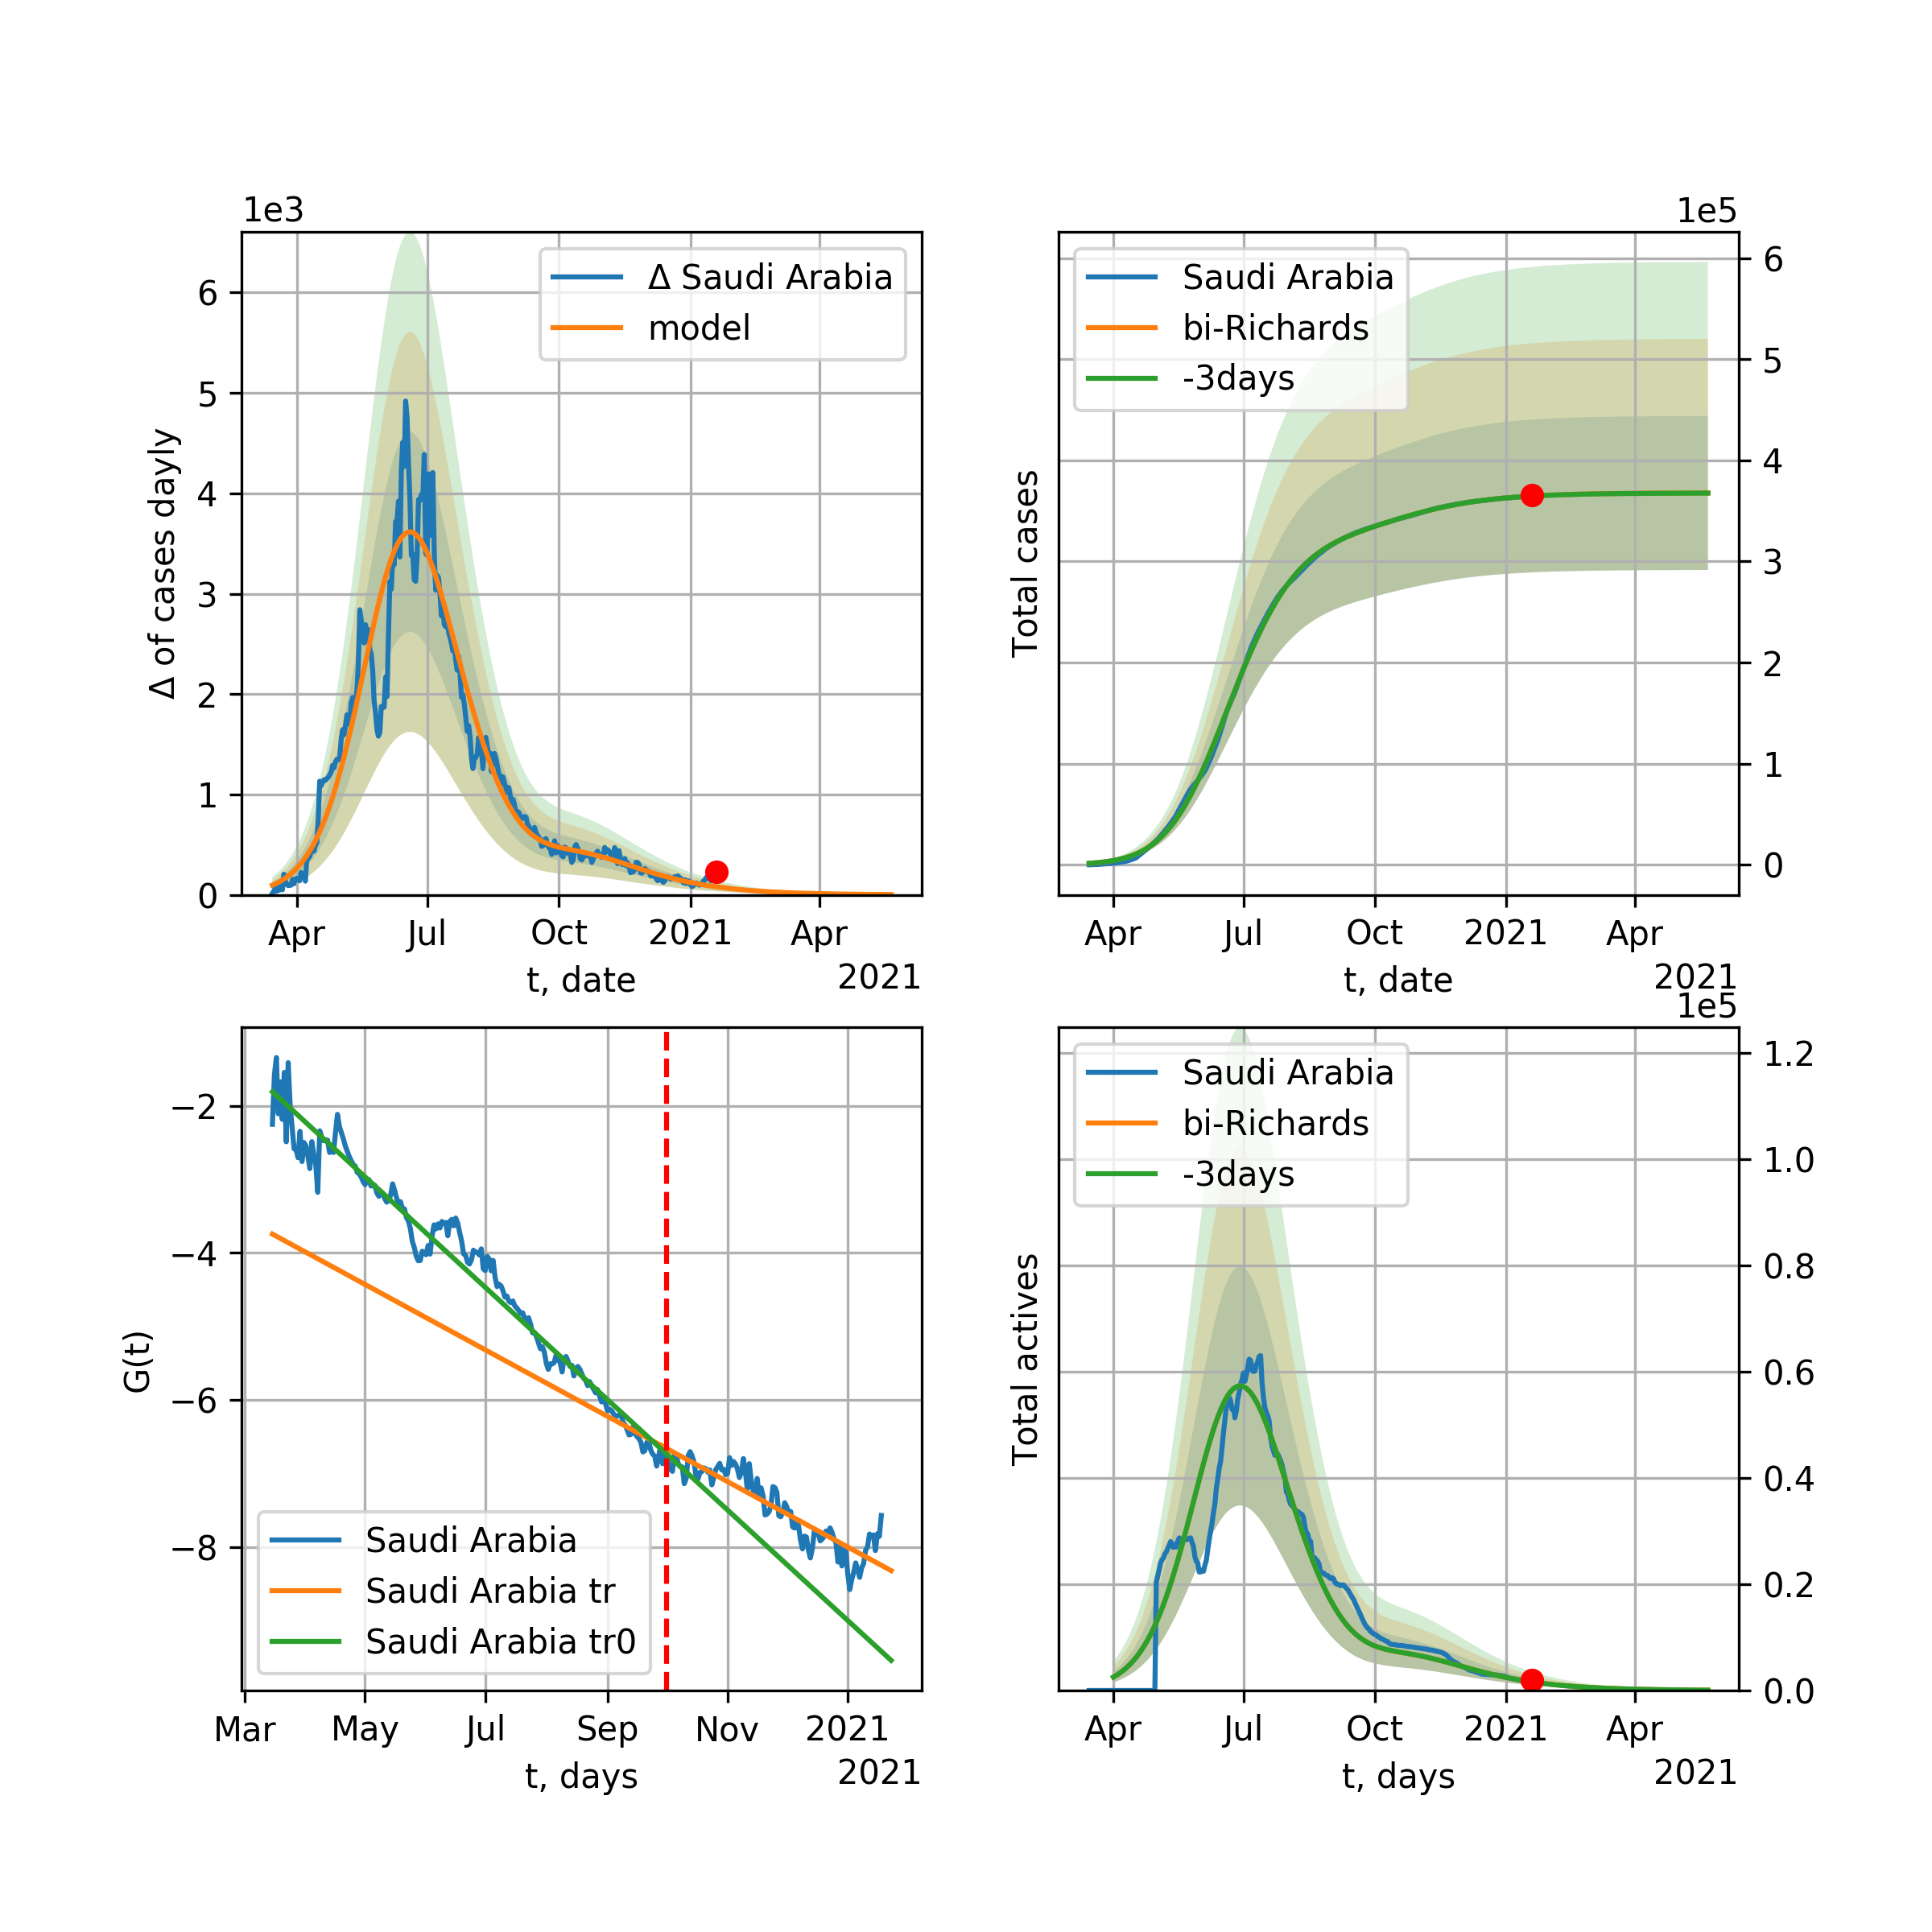 1e3
Δ of cases dayly
6
5
4
3
2
1
0
Δ Saudi Arabia
model
Apr
Jul
Oct
2021
Apr
t, date
2021
1e5
Total cases
Saudi Arabia
bi-Richards
-3days
6
5
4
3
2
1
0
Apr
Jul
Oct
2021
Apr
t, date
2021
G(t)
−2
−4
−6
−8
Saudi Arabia
Saudi Arabia tr
Saudi Arabia tr0
Mar
May
Jul
Sep
Nov
2021
t, days
2021
1e5
Total actives
Saudi Arabia
bi-Richards
-3days
1.2
1.0
0.8
0.6
0.4
0.2
0.0
Apr
Jul
Oct
2021
Apr
t, days
2021